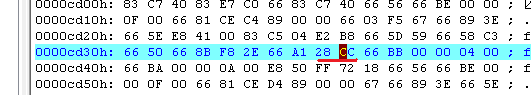 0000cd00h: 83 C7 40 83 E7 C0 66 83 C7 40 66 56 66 BE 00 00 ;
0000cd10h: 0F 00 66 81 EC C4 89 00 00 66 03 F5 67 66 89 3E ;
0000cd20h: 66 5E E8 41 00 83 C5 04 E2 B8 66 5D 59 66 58 C3 ; f
0000cd30h: 66 50 66 8B F8 2E 66 A1 28 CC 66 BB 00 00 04 00 ; f
0000cd40h: 66 BA 00 00 0A 00 E8 50 FF 72 18 66 56 66 BE 00 ; f
0000cd50h: 00 0F 00 66 81 CE D4 89 00 00 67 66 89 3E 66 5E ;